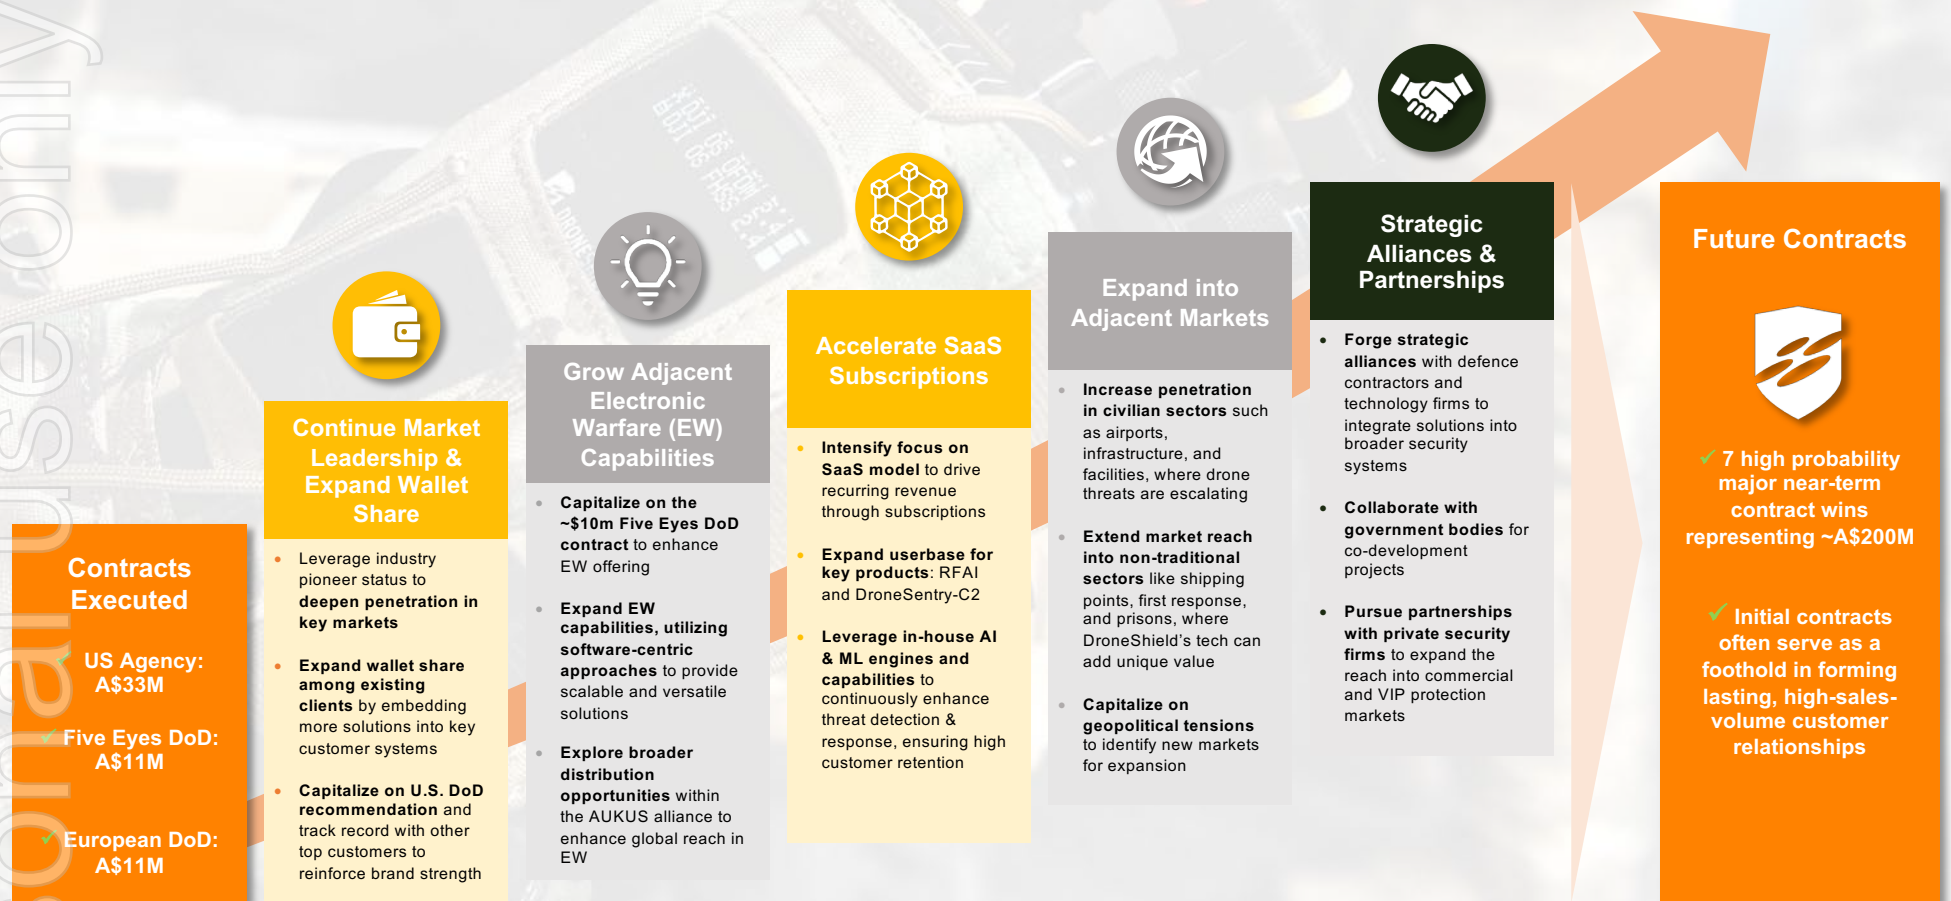 onal use only
Contracts
Executed
US Agency:
A$33M
Five Eyes DoD:
A$11M
European DoD:
A$11M
Continue Market
Leadership &
Expand Wallet
Share
Leverage industry
pioneer status to
deepen penetration in
key markets
Expand wallet share
among existing
clients by embedding
more solutions into key
customer systems
Capitalize on U.S. DoD
recommendation and
track record with other
top customers to
reinforce brand strength
Grow Adjacent
Electronic
Warfare (EW)
Capabilities
Capitalize on the
~$10m Five Eyes DoD
contract to enhance
EW offering
Expand EW
capabilities, utilizing
software-centric
approaches to provide
scalable and versatile
solutions
Explore broader
distribution
opportunities within
the AUKUS alliance to
enhance global reach in
EW
Accelerate SaaS
Subscriptions
Intensify focus on
SaaS model to drive
recurring revenue
through subscriptions
Expand userbase for
key products: RFAI
and DroneSentry-C2
Leverage in-house AI
& ML engines and
capabilities to
continuously enhance
threat detection &
response, ensuring high
customer retention
Expand into
Adjacent Markets
Increase penetration
in civilian sectors such
as airports,
infrastructure, and
facilities, where drone
threats are escalating
Extend market reach
into non-traditional
sectors like shipping
points, first response,
and prisons, where
DroneShield's tech can
add unique value
Capitalize on
geopolitical tensions
to identify new markets
for expansion
Strategic
Alliances &
Partnerships
Forge strategic
alliances with defence
contractors and
technology firms to
integrate solutions into
broader security
systems
Collaborate with
government bodies for
co-development
projects
Pursue partnerships
with private security
firms to expand the
reach into commercial
and VIP protection
markets
Future Contracts
7 high probability
major near-term
contract wins
representing ~A$200M
Initial contracts
often serve as a
foothold in forming
lasting, high-sales-
volume customer
relationships